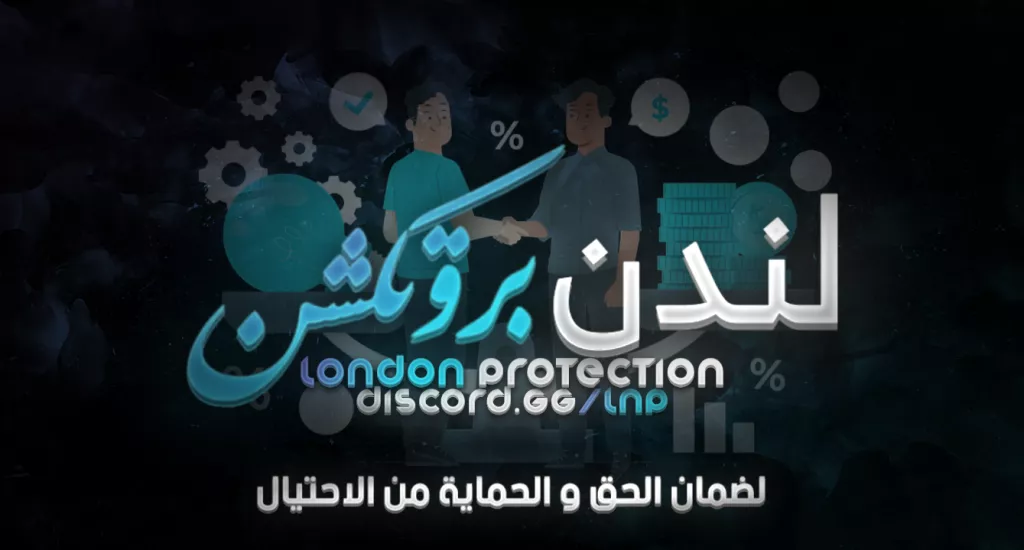 لندن بروتكشن
LONDON PROTECTION
DISCORD.GG/LNP
لضمان الحق و الحماية من الاحتيال